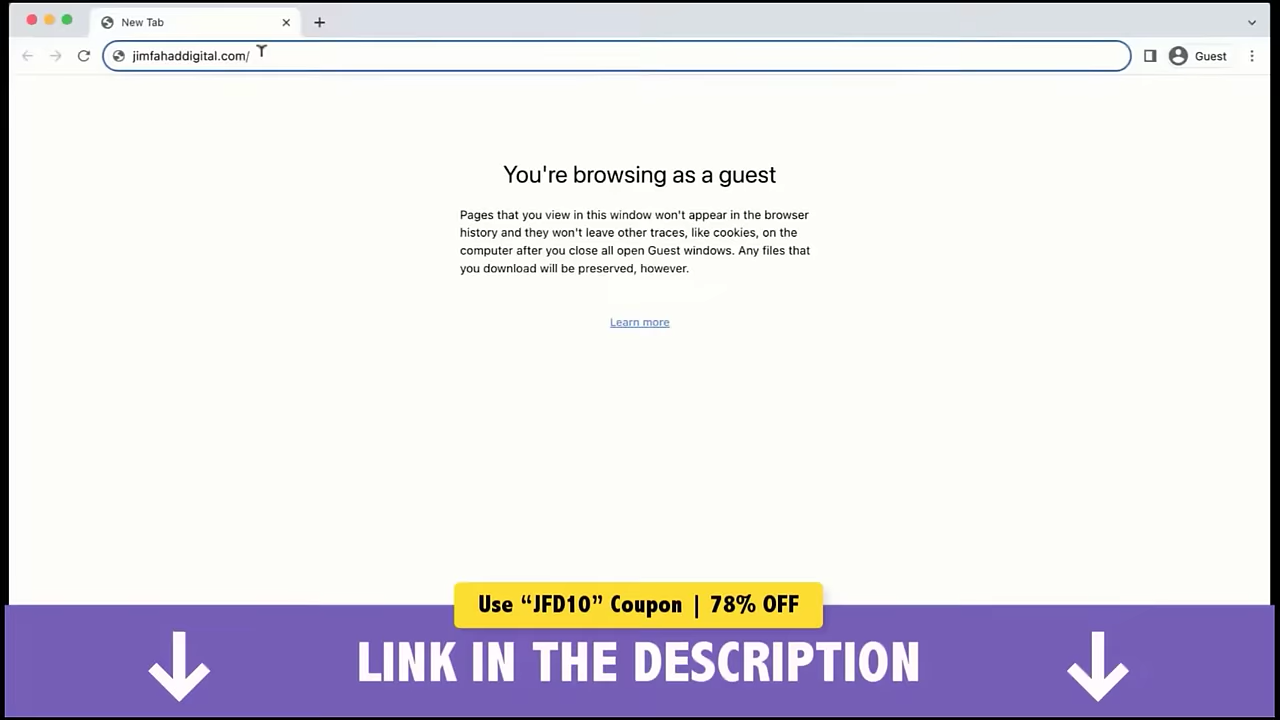 New Tab
jimfahaddigital.com/
Guest
You're browsing as a guest
Pages that you view in this window won't appear in the browser
history and they won't leave other traces, like cookies, on the
computer after you close all open Guest windows. Any files that
you download will be preserved, however.
Learn more
Use “JFD10” Coupon | 78% OFF
LINK IN THE DESCRIPTION